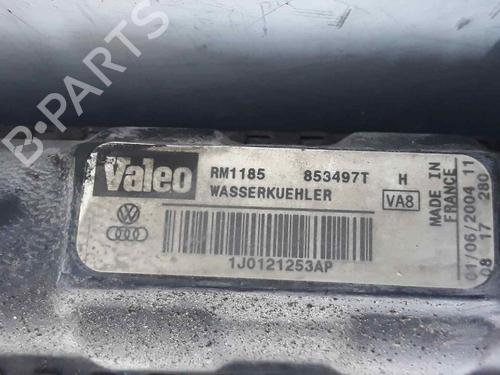 B-PARTS
Valeo
RM1185 853497T H
WASSERKUEHLER VA8
1J0121253AP
MADE IN
FRANCE
01/06/2004 11
08 17 280